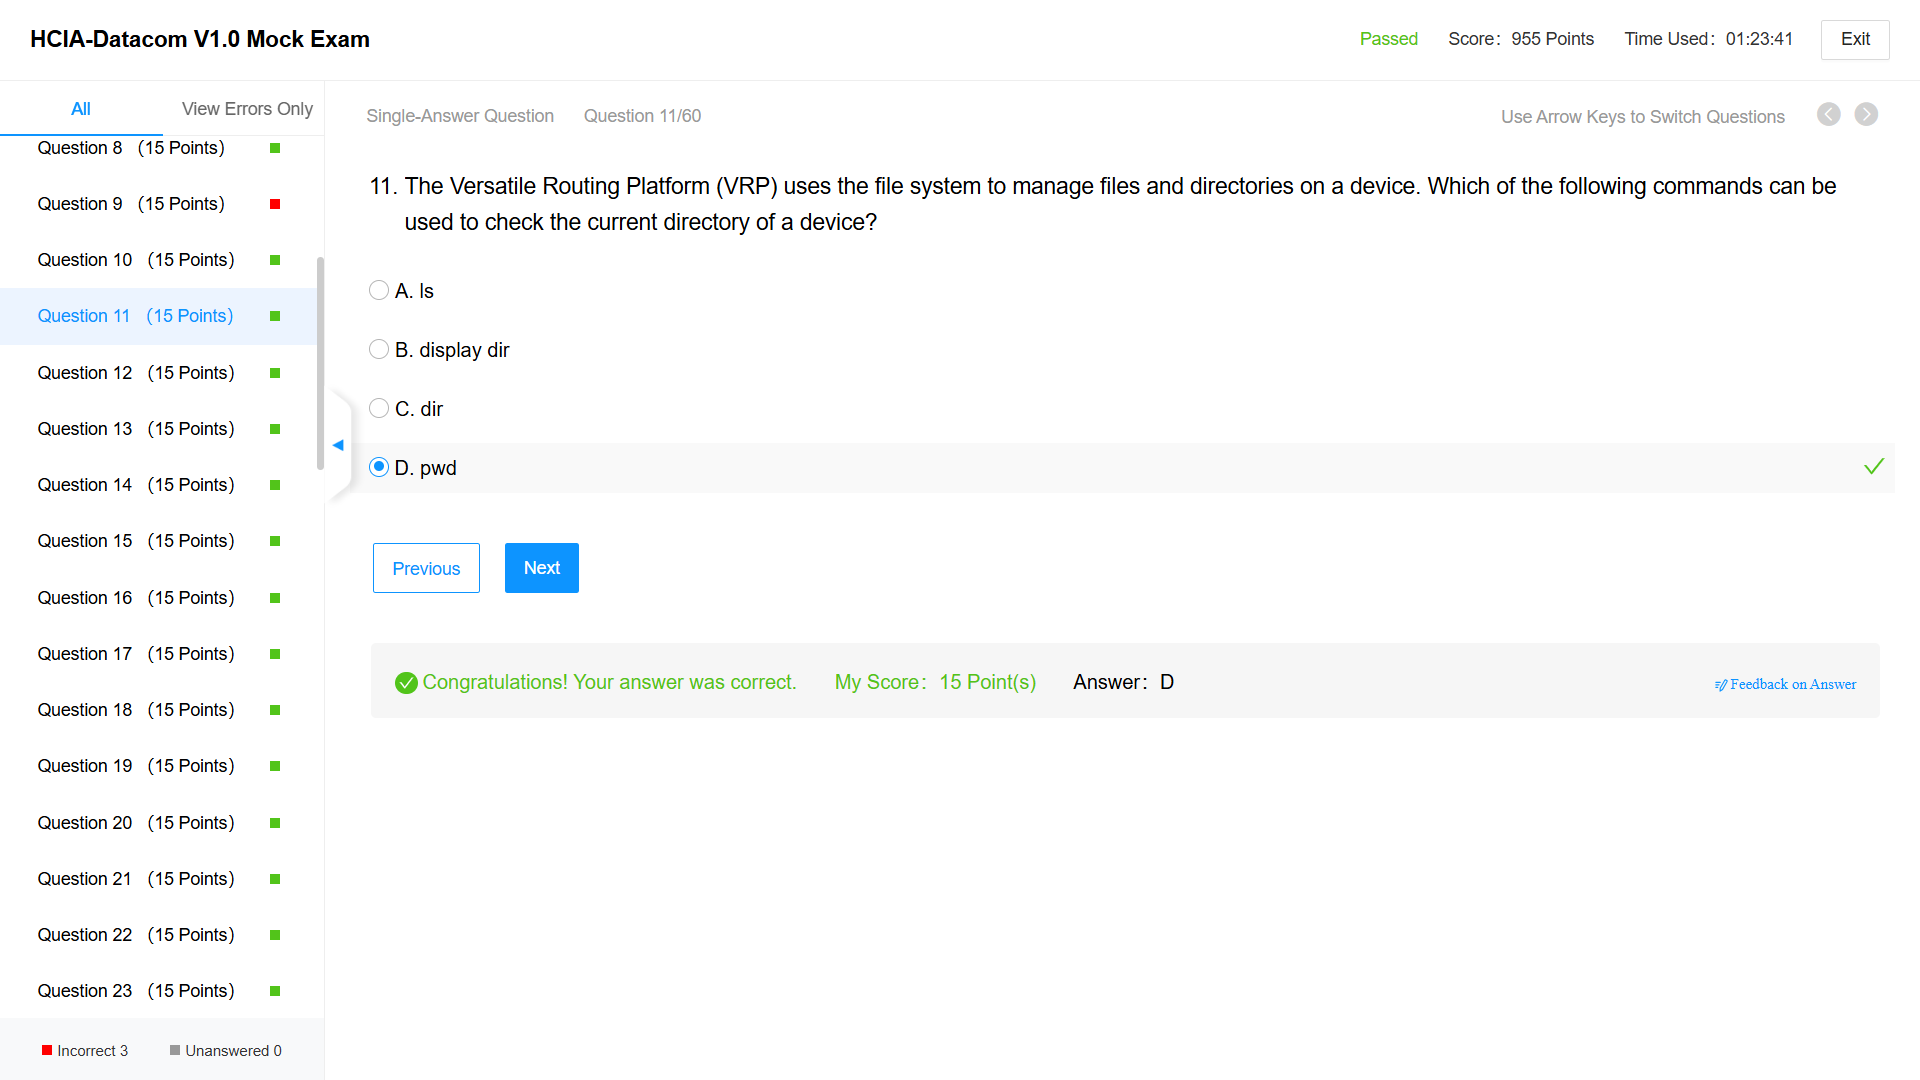 HCIA-Datacom V1.0 Mock Exam
Passed Score： 955 Points Time Used： 01:23:41 Exit
All View Errors Only
Single-Answer Question Question 11/60 Use Arrow Keys to Switch Questions
Question 8 （15 Points）
Question 9 （15 Points）
Question 10 （15 Points）
Question 11 （15 Points）
Question 12 （15 Points）
Question 13 （15 Points）
Question 14 （15 Points）
Question 15 （15 Points）
Question 16 （15 Points）
Question 17 （15 Points）
Question 18 （15 Points）
Question 19 （15 Points）
Question 20 （15 Points）
Question 21 （15 Points）
Question 22 （15 Points）
Question 23 （15 Points）
Incorrect 3 Unanswered 0
11. The Versatile Routing Platform (VRP) uses the file system to manage files and directories on a device. Which of the following commands can be
used to check the current directory of a device?
A. ls
B. display dir
C. dir
D. pwd
Previous Next
Congratulations! Your answer was correct. My Score： 15 Point(s) Answer： D Feedback on Answer